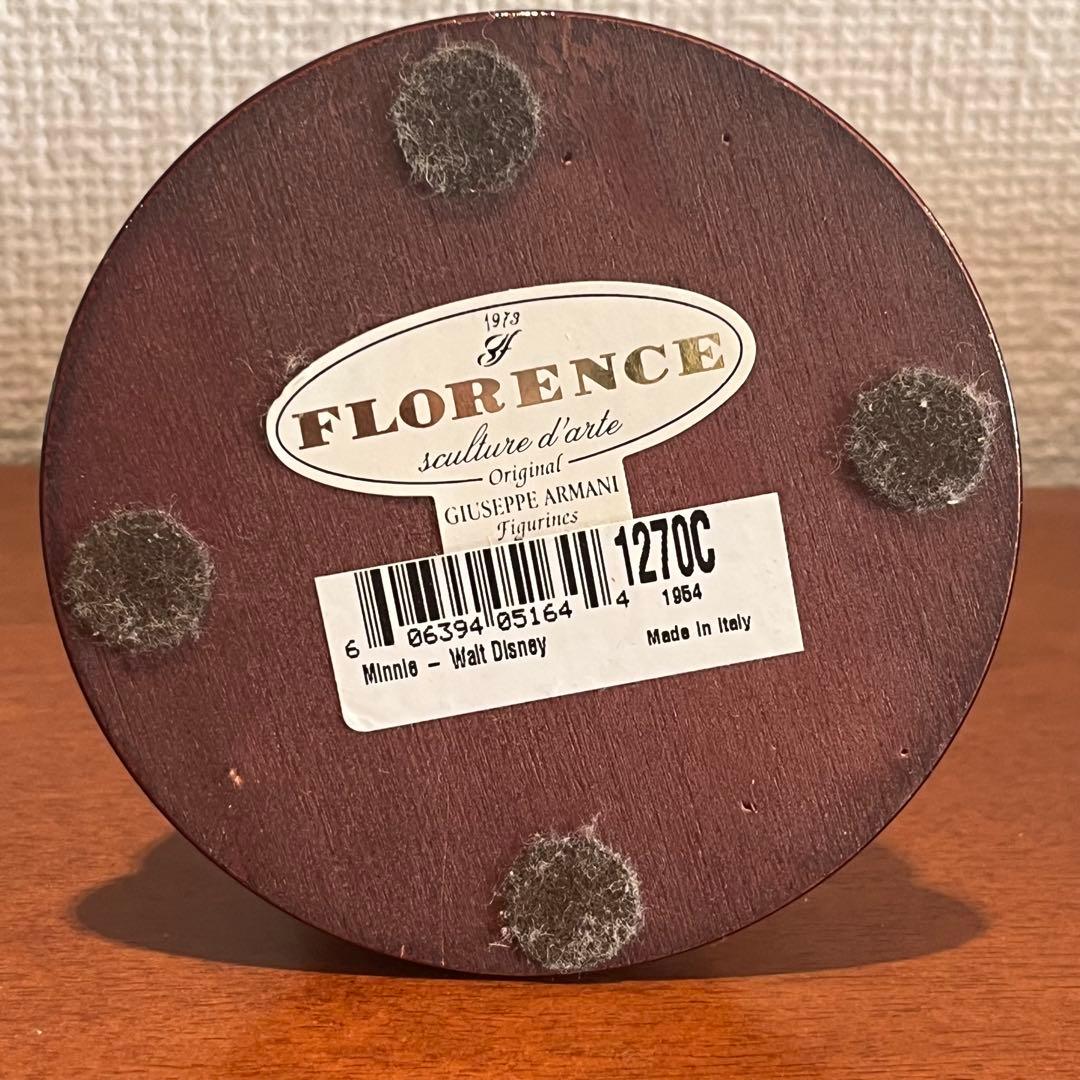 1973
FLORENCE
sculture d'arte
Original
GIUSEPPE ARMANI
Figurines
1270C
6 06394 05164 4
1954
Minnie - Walt Disney
Made in Italy